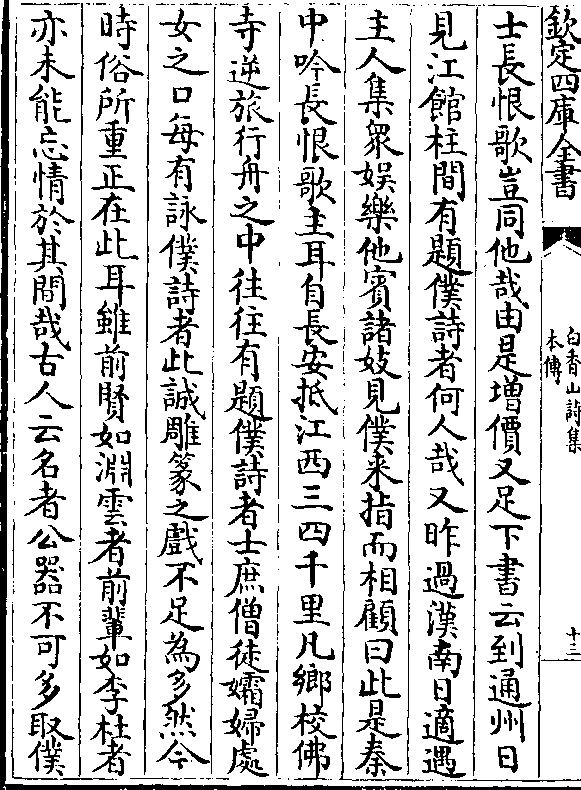 欽定四庫全書
白香山詩集
本傳
十三
士長恨歌豈同他哉由是增價又足下書云到通州日
見江館柱間有題僕詩者何人哉又昨過漢南日適遇
主人集眾娛樂他賓諸妓見僕來指而相顧曰此是秦
中吟長恨歌主耳自長安抵江西三四千里凡鄉校佛
寺逆旅行舟之中往往有題僕詩者士庶僧徒孀婦處
女之口每有詠僕詩者此誠雕篆之戲不足為多然今
時俗所重正在此耳雖前賢如淵雲者前輩如李杜者
亦未能忘情於其間哉古人云名者公器不可多取僕